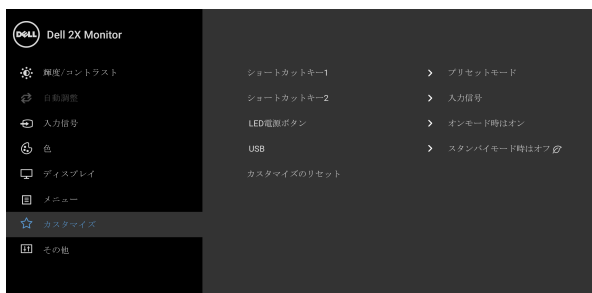 DELL Dell 2X Monitor
輝度/コントラスト
自動調整
入力信号
色
ディスプレイ
メニュー
カスタマイズ
その他
ショートカットキー1 > プリセットモード
ショートカットキー2 > 入力信号
LED電源ボタン > オンモード時はオン
USB > スタンバイモード時はオフ
カスタマイズのリセット